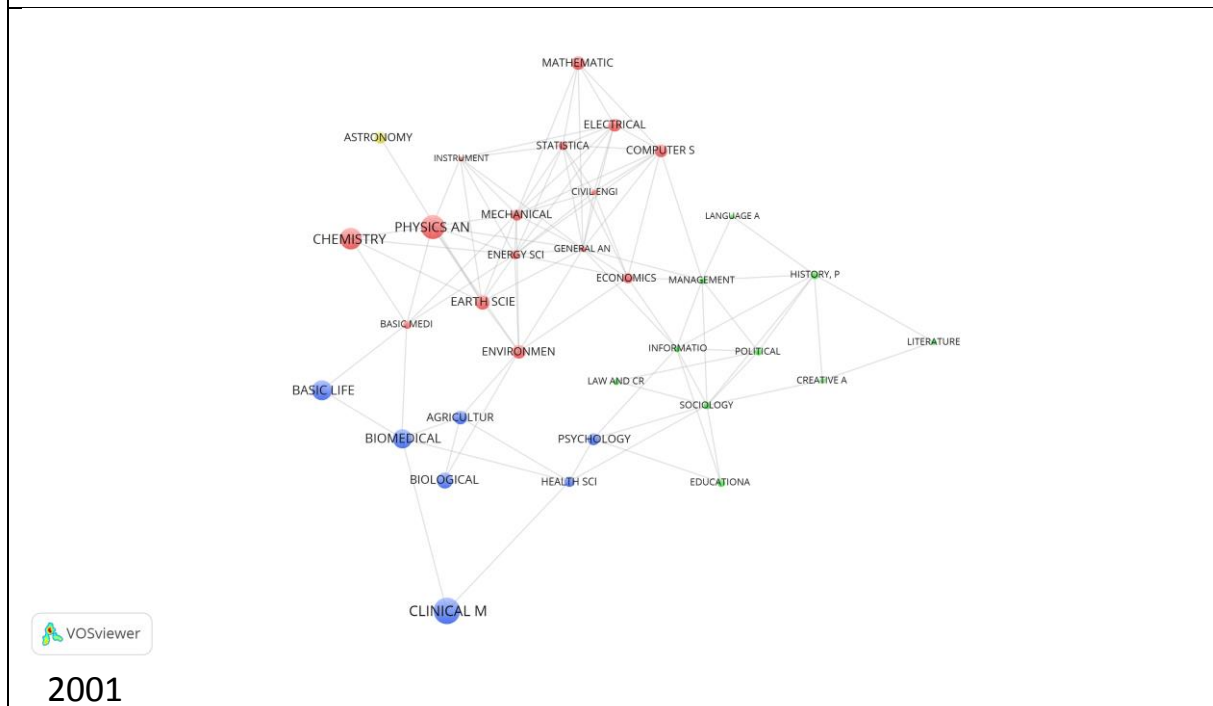 MATHEMATIC
ELECTRICAL
ASTRONOMY
STATISTICA
COMPUTER S
INSTRUMENT
CIVIL ENGI
MECHANICAL
LANGUAGE A
PHYSICS AN
CHEMISTRY
GENERAL AN
ENERGY SCI
ECONOMICS
MANAGEMENT
HISTORY, P
EARTH SCIE
BASIC MEDI
ENVIRONMEN
INFORMATIO
POLITICAL
LITERATURE
LAW AND CR
CREATIVE A
BASIC LIFE
SOCIOLOGY
AGRICULTUR
BIOMEDICAL
PSYCHOLOGY
BIOLOGICAL
HEALTH SCI
EDUCATIONA
CLINICAL M
VOSviewer
2001